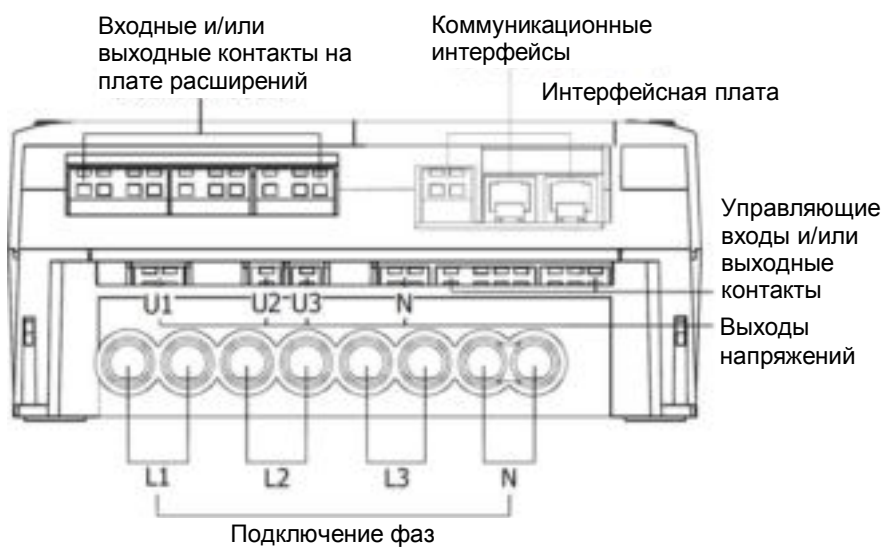 Входные и/или
выходные контакты на
плате расширений
Коммуникационные
интерфейсы
Интерфейсная плата
Управляющие
входы и/или
выходные
контакты
U1
U2
U3
N
Выходы
напряжений
L1
L2
L3
N
Подключение фаз